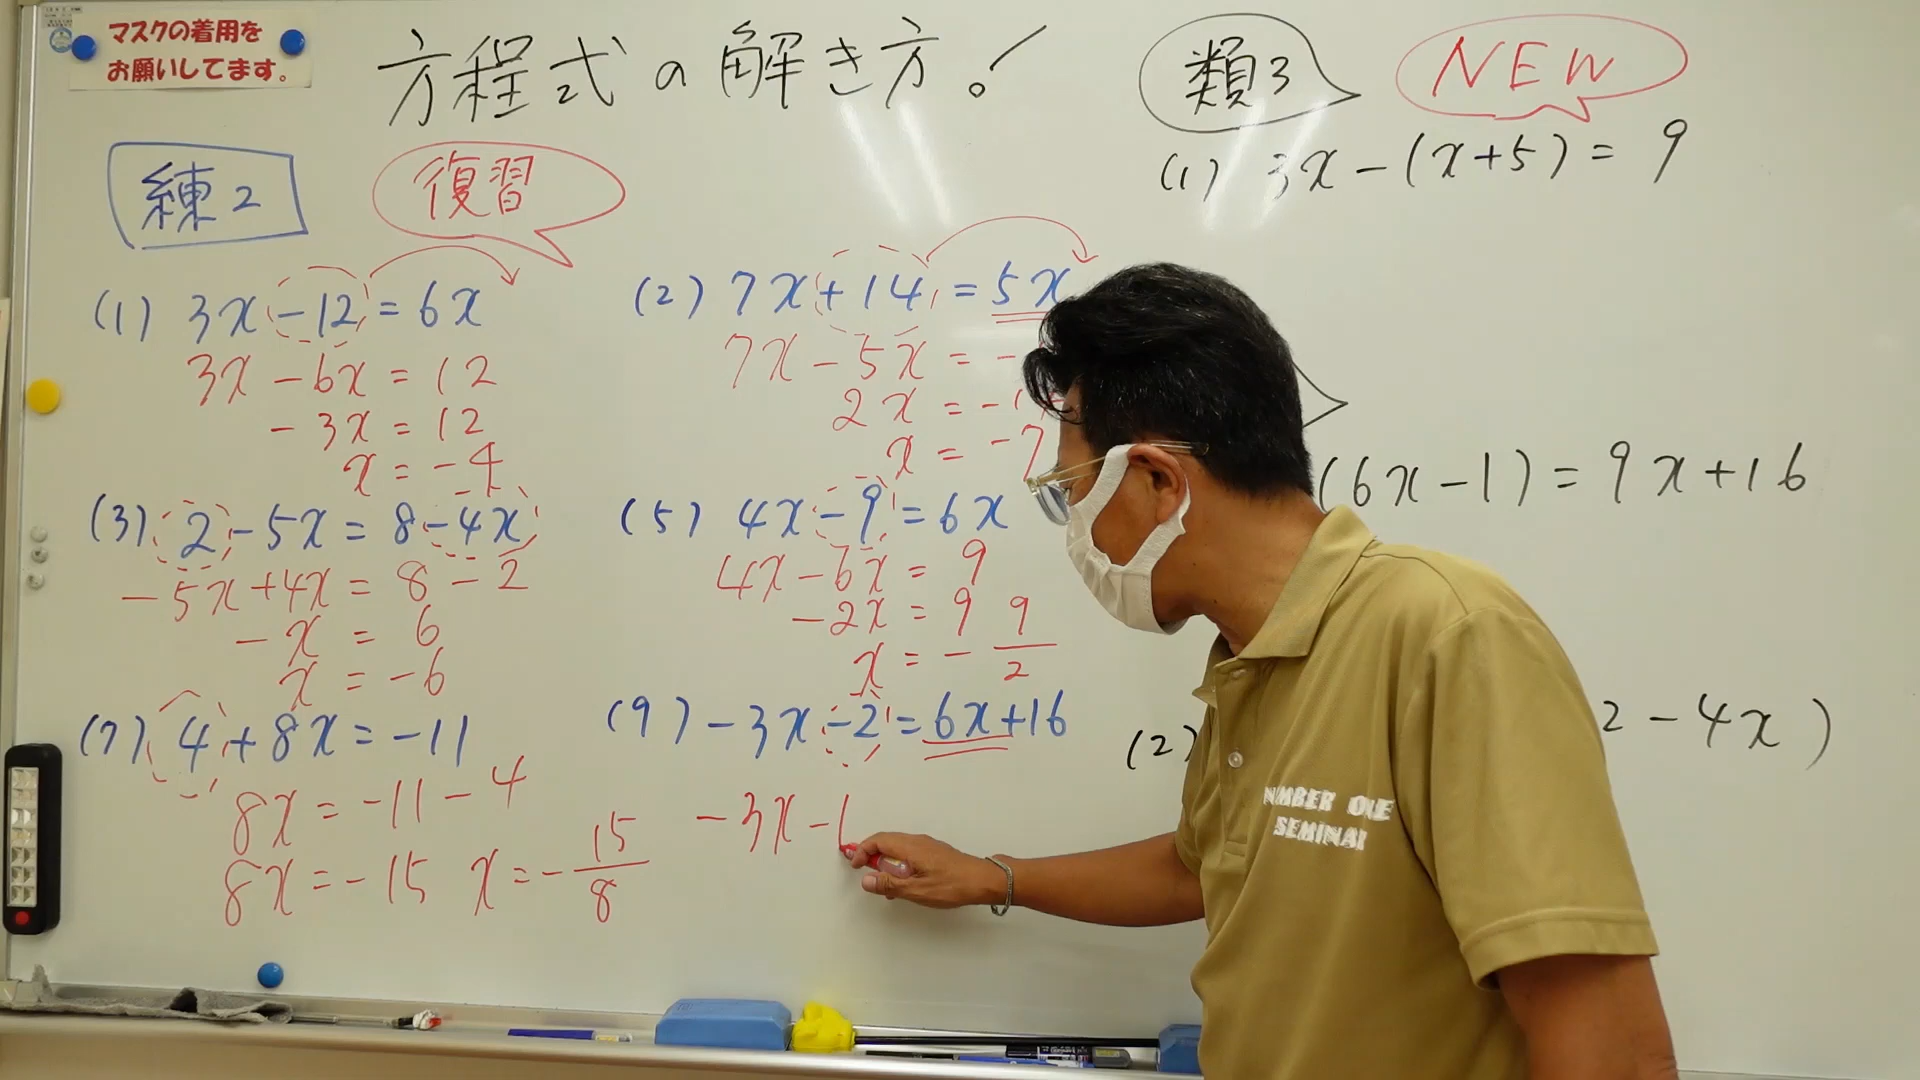 マスクの着用を
お願いしてます。
方程式の解き方!
練2
復習
(1) 3x-12=6x
3x-6x=12
-3x=12
x=-4
(2) 7x+14=5x
7x-5x=-
2x=-1
x=-7
(3) 2-5x=8-4x
-5x+4x=8-2
-x=6
x=-6
(5) 4x-9=6x
4x-6x=9
-2x=9
x=-9/2
(7) 4+8x=-11
8x=-11-4
8x=-15 x=-15/8
(9) -3x-2=6x+16
-3x-
類3
NEW
(1) 3x-(x+5)=9
(6x-1)=9x+16
(2)
2-4x)
NUMBER ONE
SEMINAR